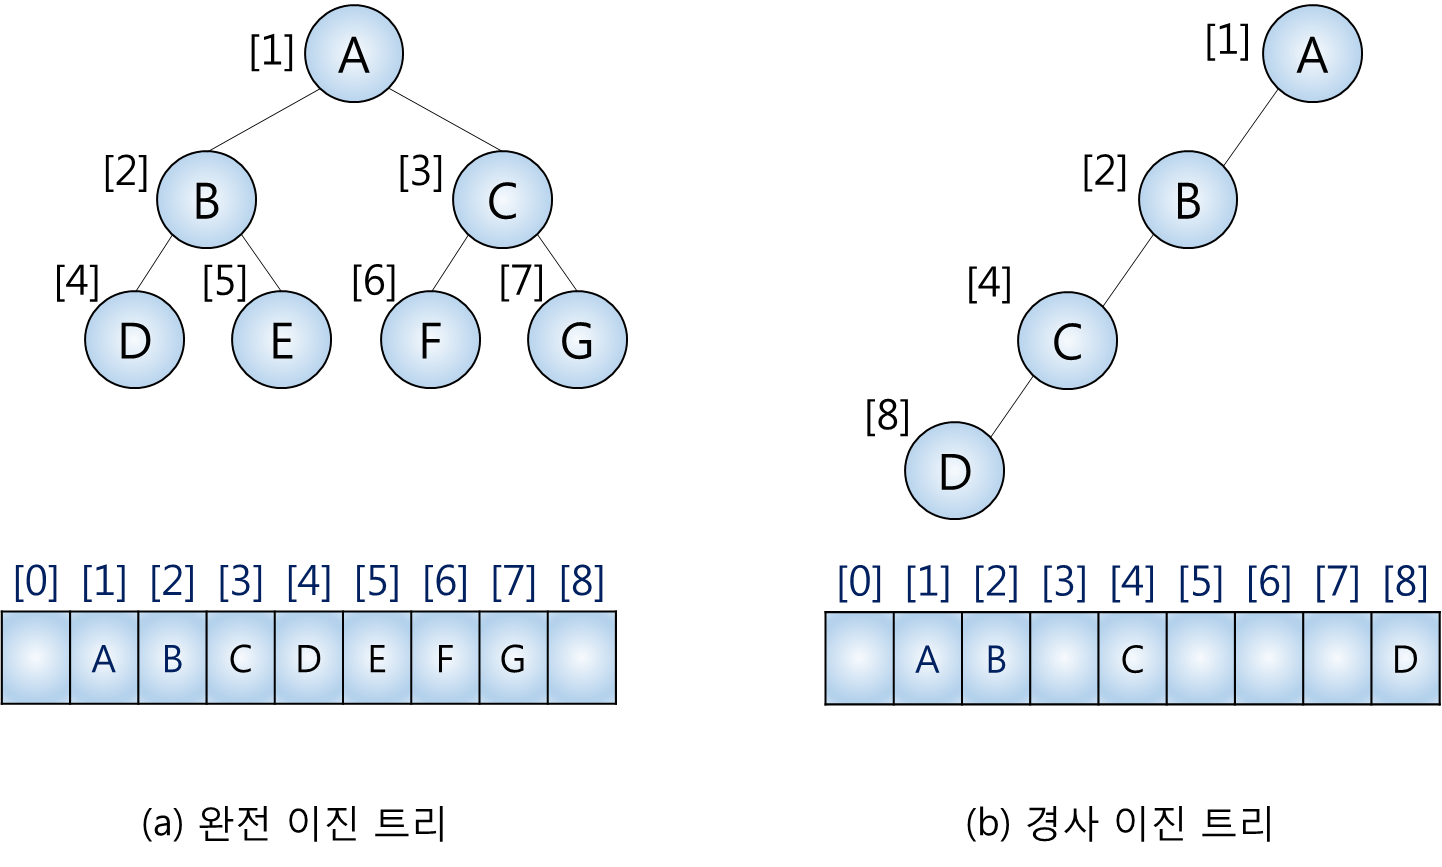 [1] A
[2] B [3] C
[4] D [5] E [6] F [7] G
[0] [1] [2] [3] [4] [5] [6] [7] [8]
A B C D E F G
(a) 완전 이진 트리
[1] A
[2] B
[4] C
[8] D
[0] [1] [2] [3] [4] [5] [6] [7] [8]
A B C D
(b) 경사 이진 트리